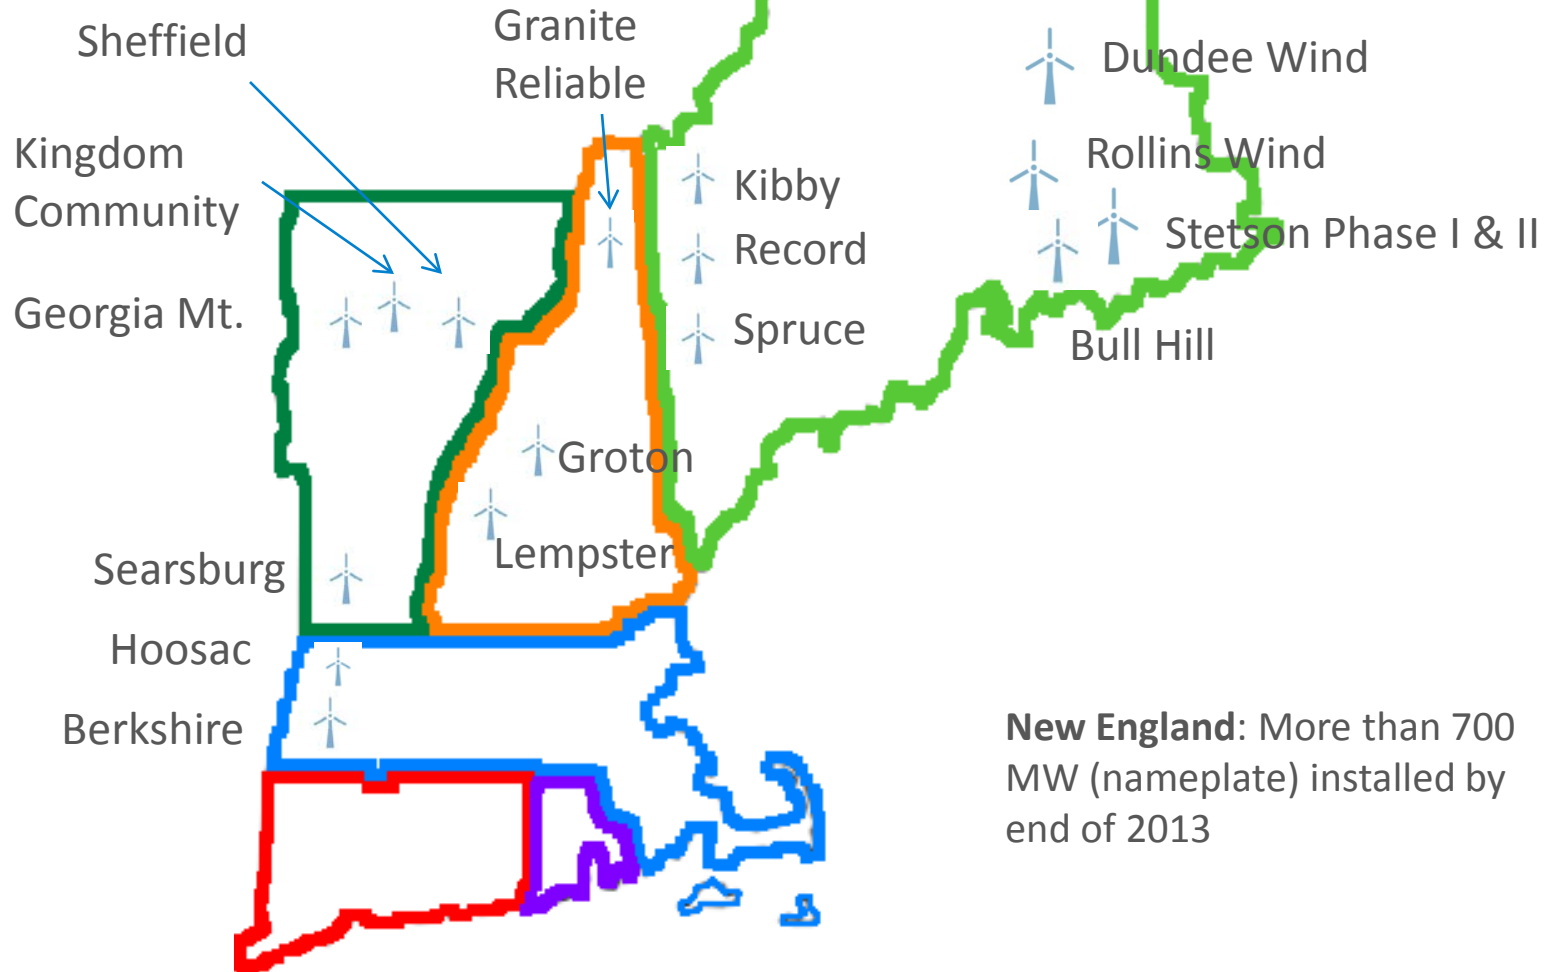 Sheffield
Granite
Reliable
Dundee Wind
Kingdom
Community
Rollins Wind
Kibby
Stetson Phase I & II
Record
Georgia Mt.
Spruce
Bull Hill
Groton
Lempster
Searsburg
Hoosac
Berkshire
New England: More than 700
MW (nameplate) installed by
end of 2013